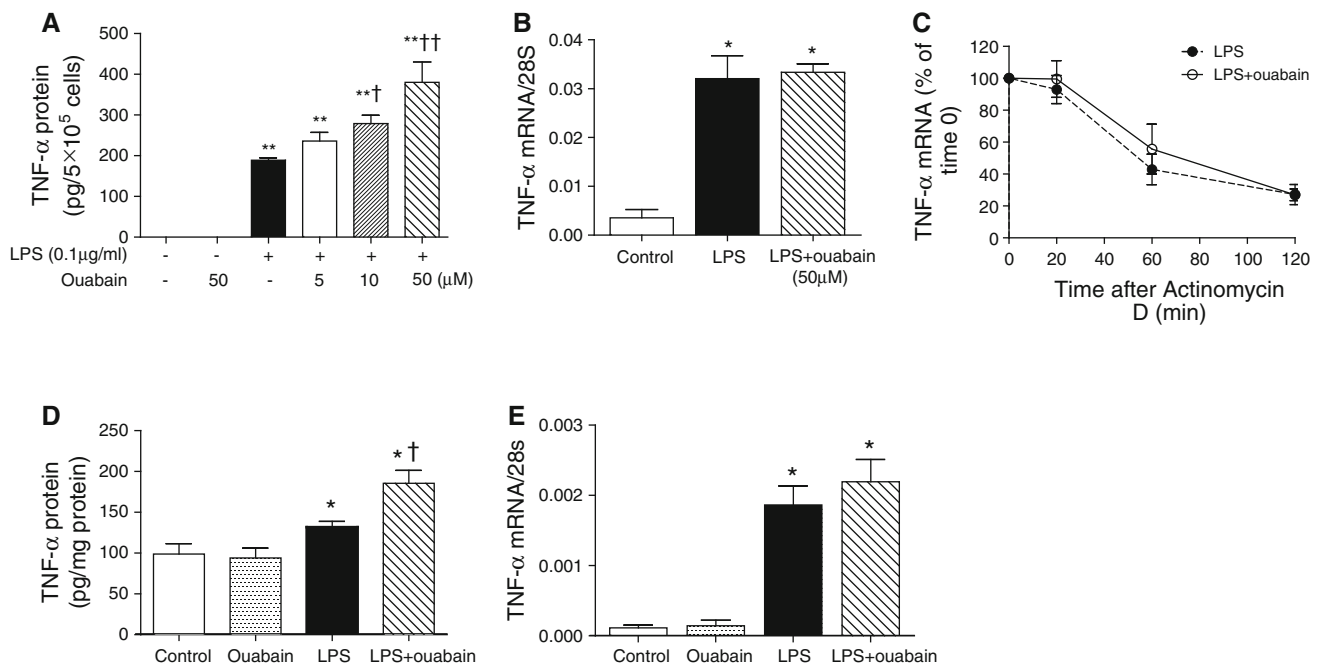 A
TNF-α protein
(pg/5×10⁵ cells)
500
400
300
200
100
0
**
**
**†
**††
LPS (0.1µg/ml) - - + + + +
Ouabain - 50 - 5 10 50 (µM)
B
TNF-α mRNA/28S
0.04
0.03
0.02
0.01
0.00
*
*
Control LPS LPS+ouabain
(50µM)
C
TNF-α mRNA (% of
time 0)
120
100
80
60
40
20
0
LPS
LPS+ouabain
0 20 40 60 80 100 120
Time after Actinomycin
D (min)
D
TNF-α protein
(pg/mg protein)
250
200
150
100
50
0
*
*†
Control Ouabain LPS LPS+ouabain
E
TNF-α mRNA/28s
0.003
0.002
0.001
0.000
*
*
Control Ouabain LPS LPS+ouabain